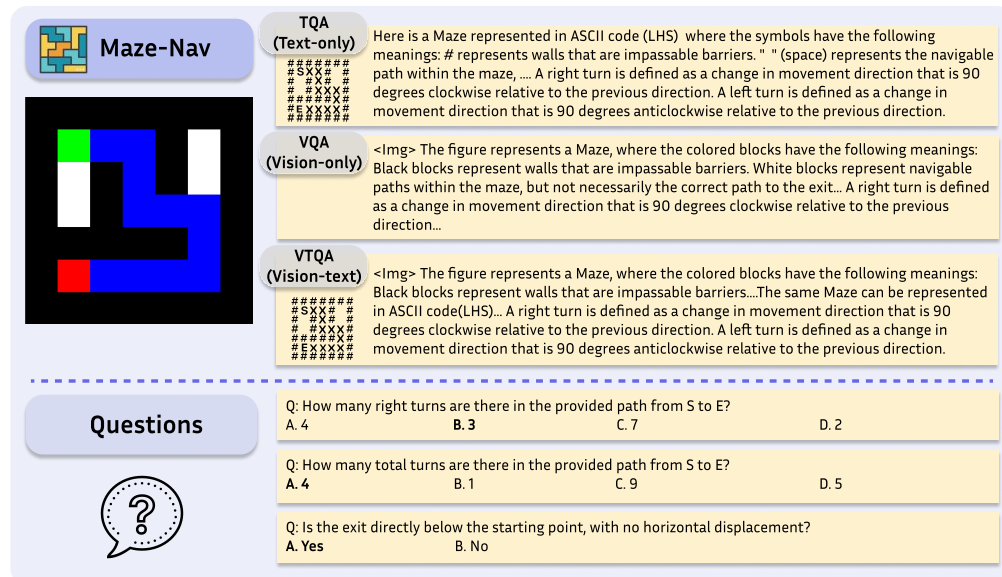 Maze-Nav
TQA
(Text-only)
#######
#SXX# #
# #X# #
# #XXX#
#####X#
#EXXXX#
#######
Here is a Maze represented in ASCII code (LHS)  where the symbols have the following
meanings: # represents walls that are impassable barriers. "  " (space) represents the navigable
path within the maze, .... A right turn is defined as a change in movement direction that is 90
degrees clockwise relative to the previous direction. A left turn is defined as a change in
movement direction that is 90 degrees anticlockwise relative to the previous direction.
VQA
(Vision-only)
<Img> The figure represents a Maze, where the colored blocks have the following meanings:
Black blocks represent walls that are impassable barriers. White blocks represent navigable
paths within the maze, but not necessarily the correct path to the exit... A right turn is defined
as a change in movement direction that is 90 degrees clockwise relative to the previous
direction...
VTQA
(Vision-text)
#######
#SXX# #
# #X# #
# #XXX#
#####X#
#EXXXX#
#######
<Img> The figure represents a Maze, where the colored blocks have the following meanings:
Black blocks represent walls that are impassable barriers....The same Maze can be represented
in ASCII code(LHS)... A right turn is defined as a change in movement direction that is 90
degrees clockwise relative to the previous direction. A left turn is defined as a change in
movement direction that is 90 degrees anticlockwise relative to the previous direction.
Questions
?
Q: How many right turns are there in the provided path from S to E?
A. 4 B. 3 C. 7 D. 2
Q: How many total turns are there in the provided path from S to E?
A. 4 B. 1 C. 9 D. 5
Q: Is the exit directly below the starting point, with no horizontal displacement?
A. Yes B. No